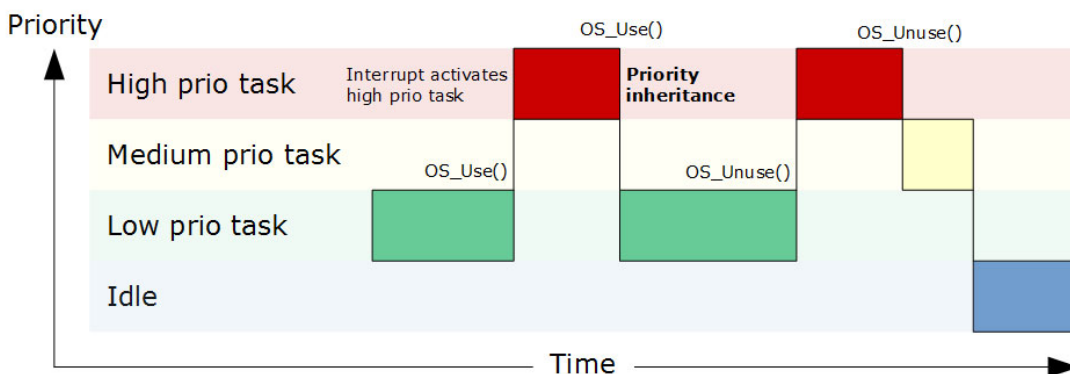 Priority
OS_Use()
OS_Unuse()
High prio task
Interrupt activates
high prio task
Priority
inheritance
Medium prio task
OS_Use()
OS_Unuse()
Low prio task
Idle
Time